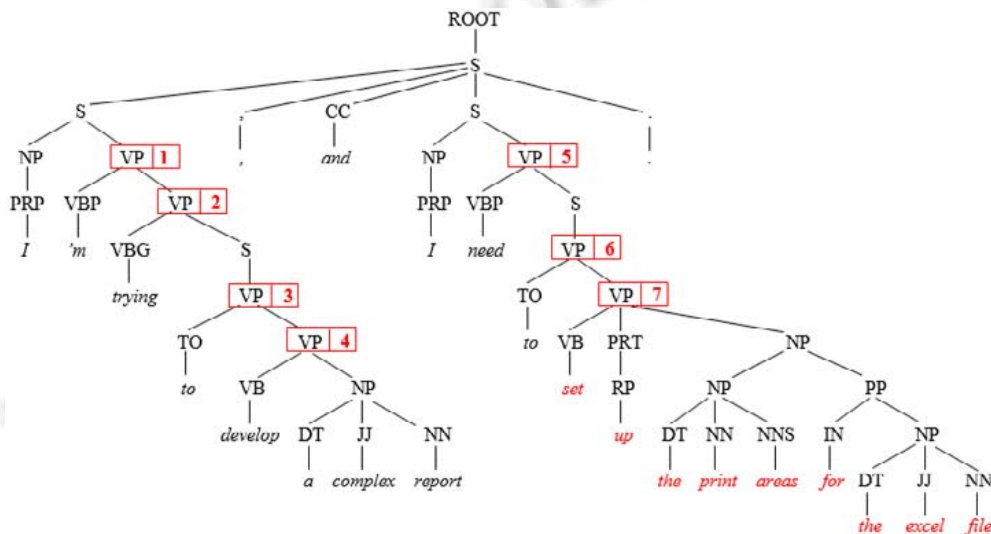 ROOT
S
S , CC S .
NP VP 1 , and NP VP 5 .
PRP VBP VP 2 PRP VBP S
I 'm VBG S I need VP 6
trying VP 3 TO VP 7
TO VP 4 to VB PRT NP
to VB NP set RP NP PP
develop DT JJ NN up DT NN NNS IN NP
a complex report the print areas for DT JJ NN
the excel file